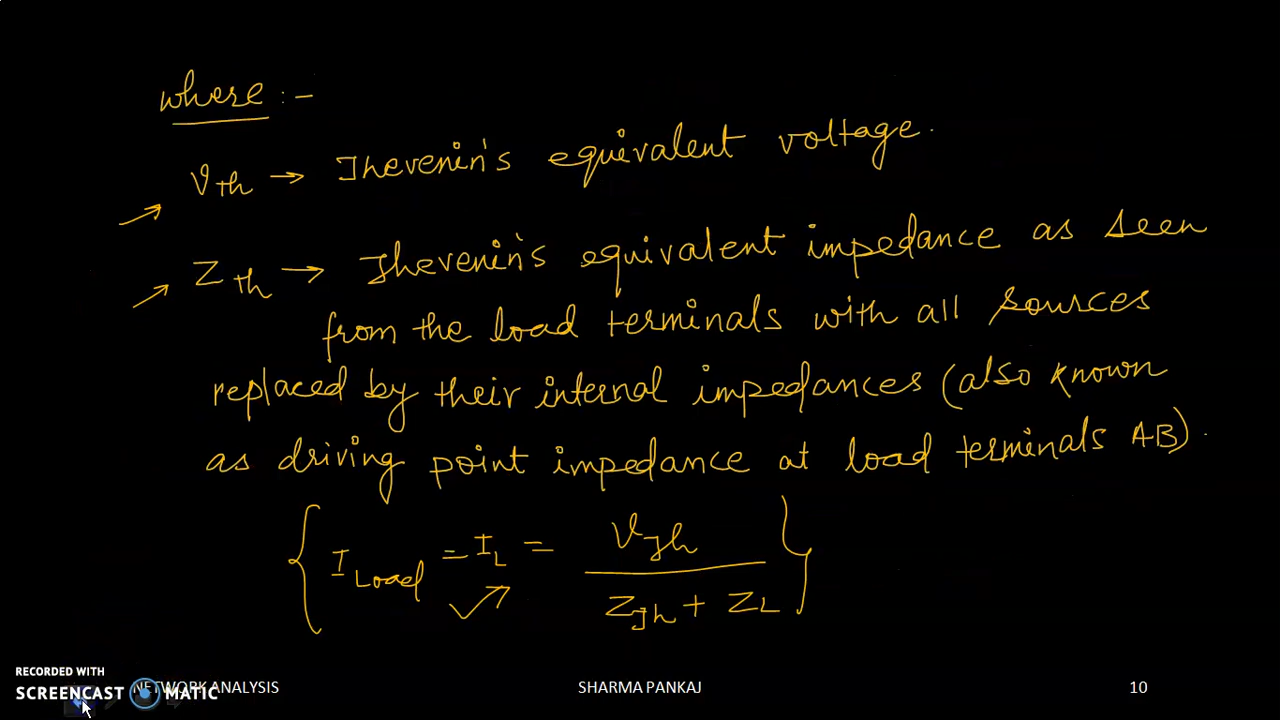 where :-
Vth → Thevenin's equivalent voltage.
Zth → Thevenin's equivalent impedance as seen
from the load terminals with all sources
replaced by their internal impedances (also known
as driving point impedance at load terminals AB).
{ I Load = IL = VTh / ZTh + ZL }
RECORDED WITH
SCREENCAST MATIC
NETWORK ANALYSIS SHARMA PANKAJ 10